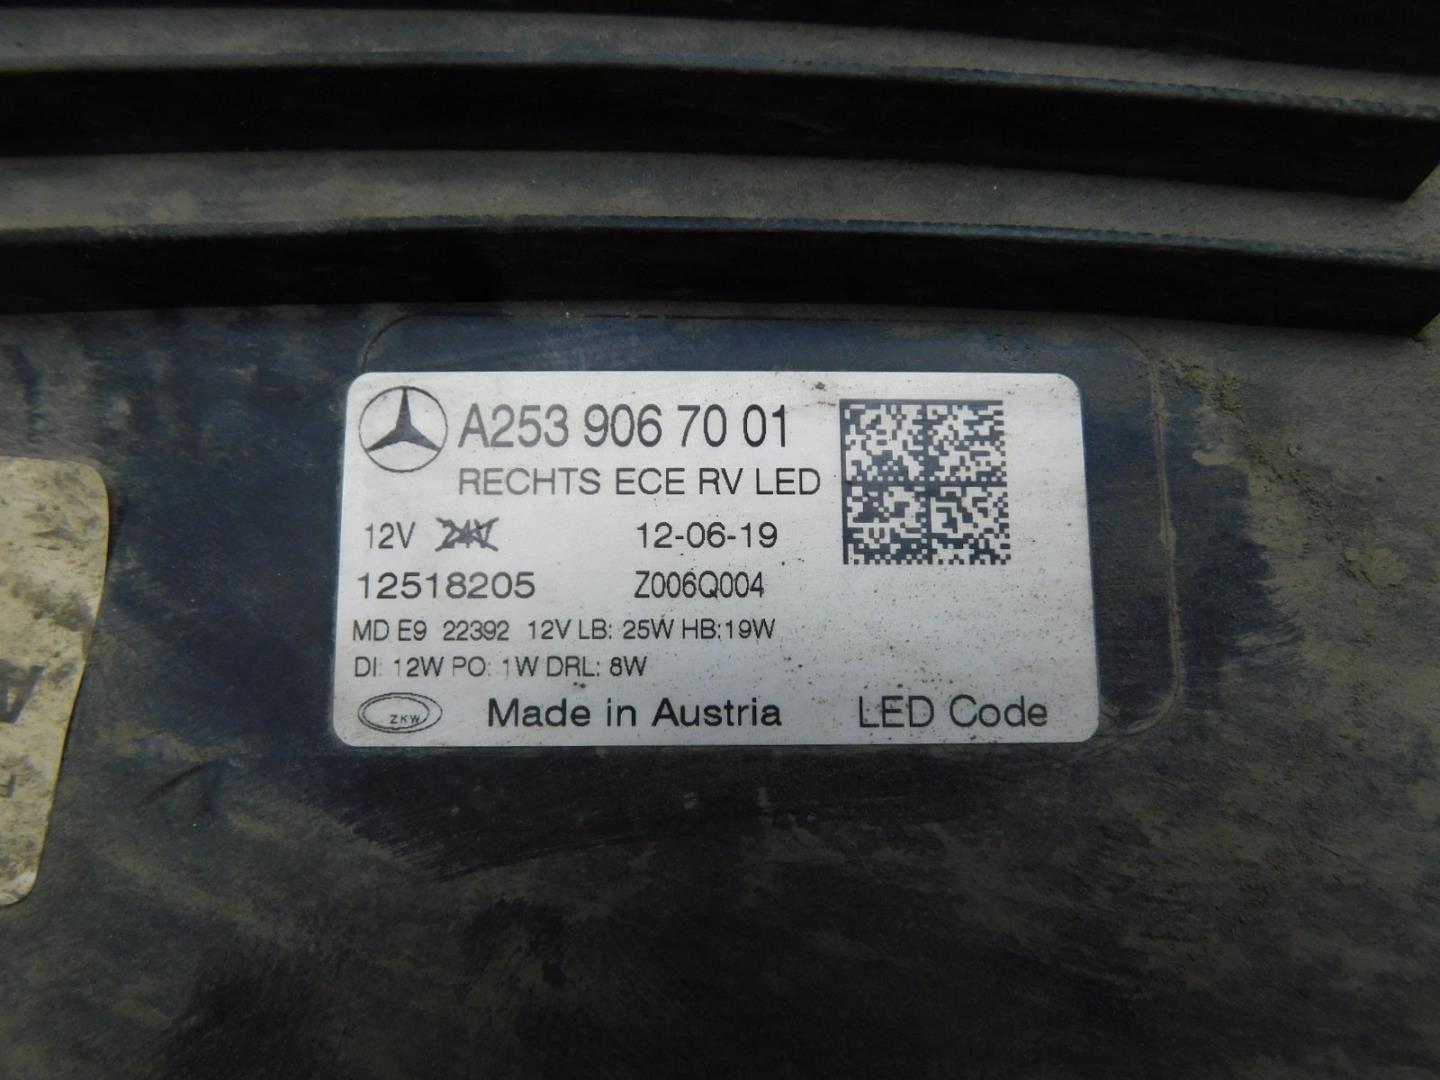 A253 906 70 01
RECHTS ECE RV LED
12V 24V 12-06-19
12518205 Z006Q004
MD E9 22392 12V LB: 25W HB:19W
DI: 12W PO: 1W DRL: 8W
ZKW Made in Austria LED Code